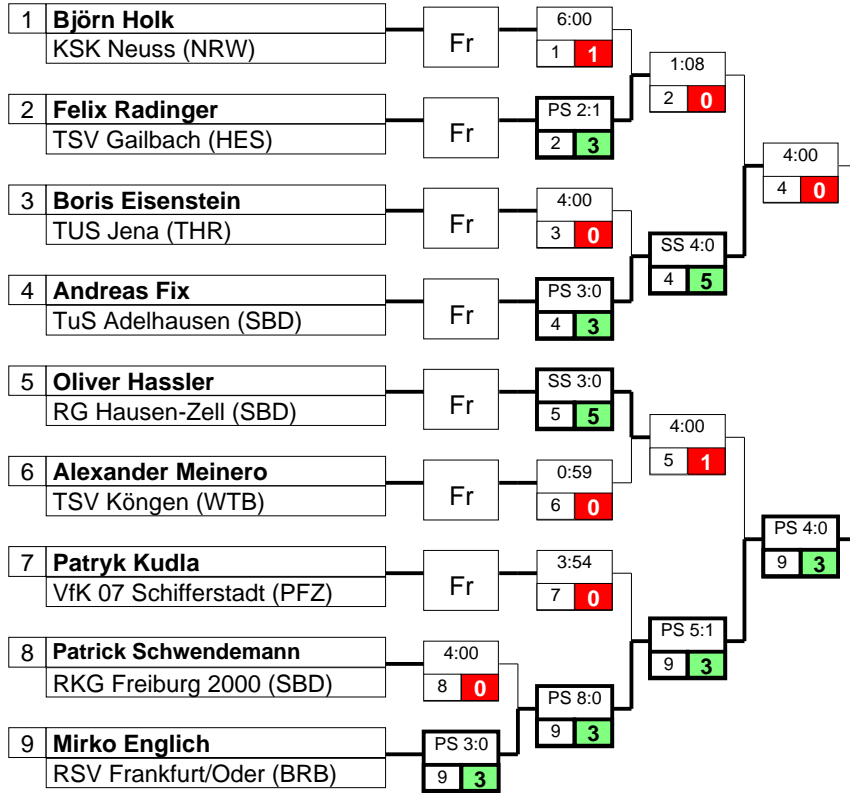 1 Björn Holk
KSK Neuss (NRW)
Fr
6:00
1 1
2 Felix Radinger
TSV Gailbach (HES)
Fr
PS 2:1
2 3
1:08
2 0
3 Boris Eisenstein
TUS Jena (THR)
Fr
4:00
3 0
4 Andreas Fix
TuS Adelhausen (SBD)
Fr
PS 3:0
4 3
SS 4:0
4 5
4:00
4 0
5 Oliver Hassler
RG Hausen-Zell (SBD)
Fr
SS 3:0
5 5
6 Alexander Meinero
TSV Köngen (WTB)
Fr
0:59
6 0
4:00
5 1
7 Patryk Kudla
VfK 07 Schifferstadt (PFZ)
Fr
3:54
7 0
8 Patrick Schwendemann
RKG Freiburg 2000 (SBD)
4:00
8 0
9 Mirko Englich
RSV Frankfurt/Oder (BRB)
PS 3:0
9 3
PS 8:0
9 3
PS 5:1
9 3
PS 4:0
9 3